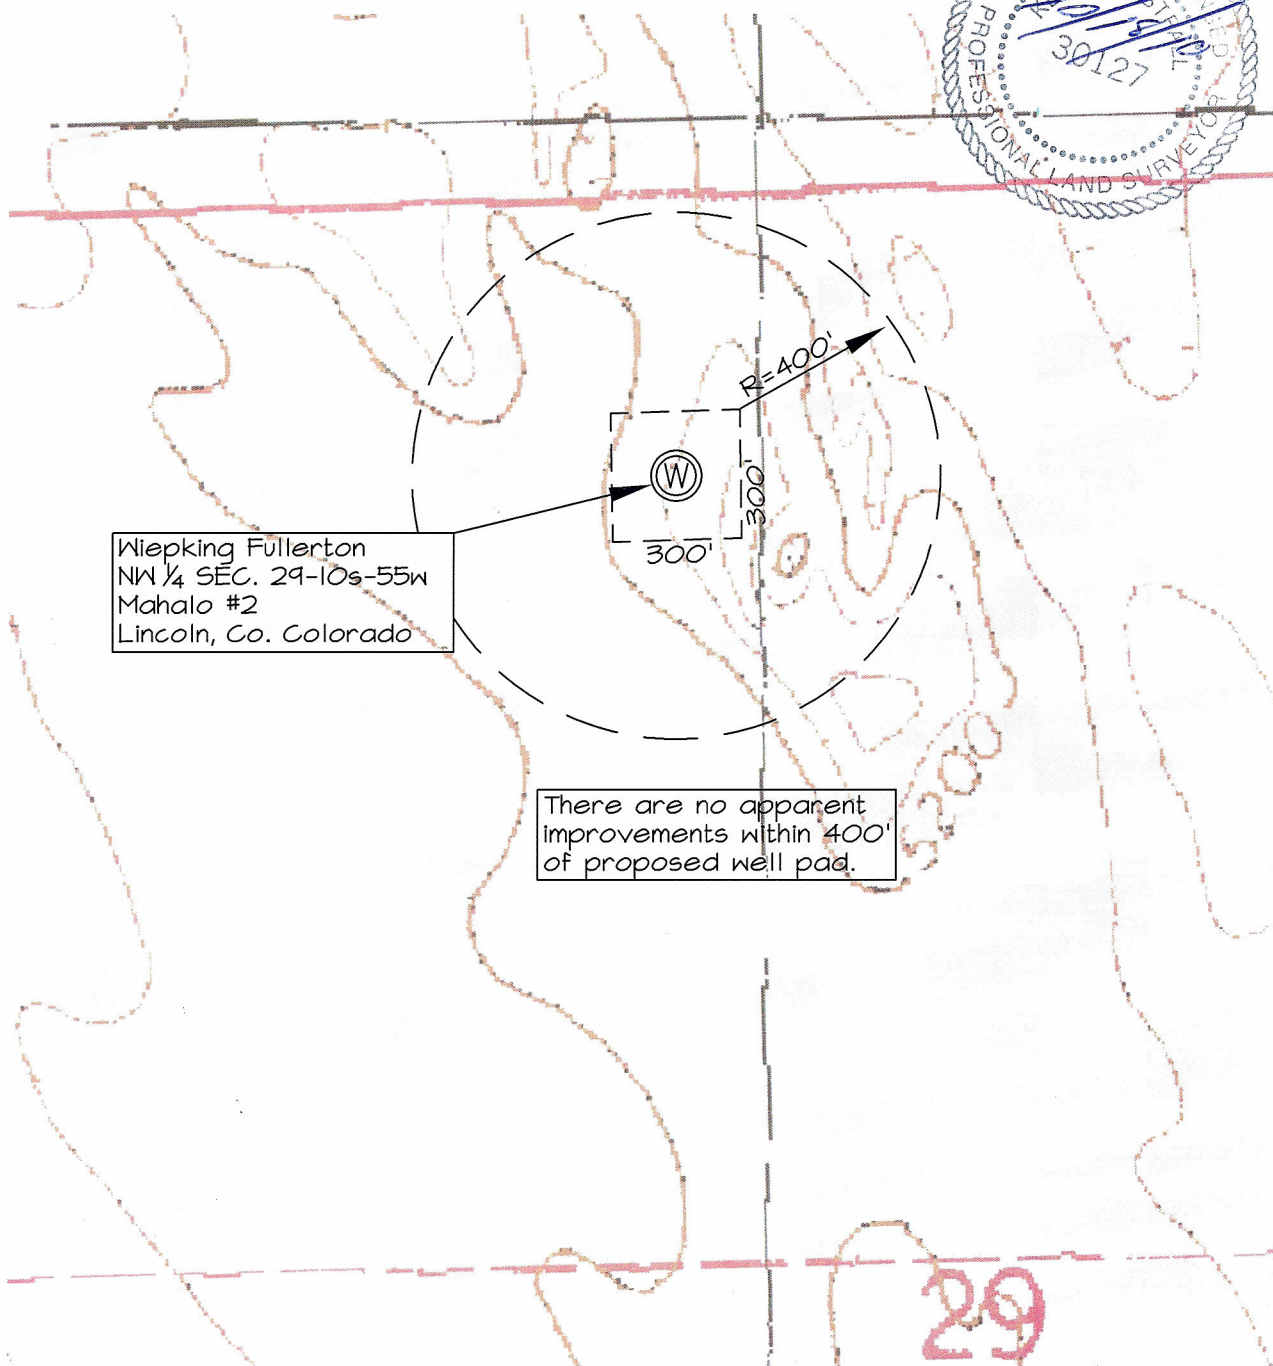 PROFESSIONAL LAND SURVEYOR
30127
R=400'
W
300'
300'
Wiepking Fullerton
NW ¼ SEC. 29-10s-55w
Mahalo #2
Lincoln, Co. Colorado
5200
There are no apparent
improvements within 400'
of proposed well pad.
29